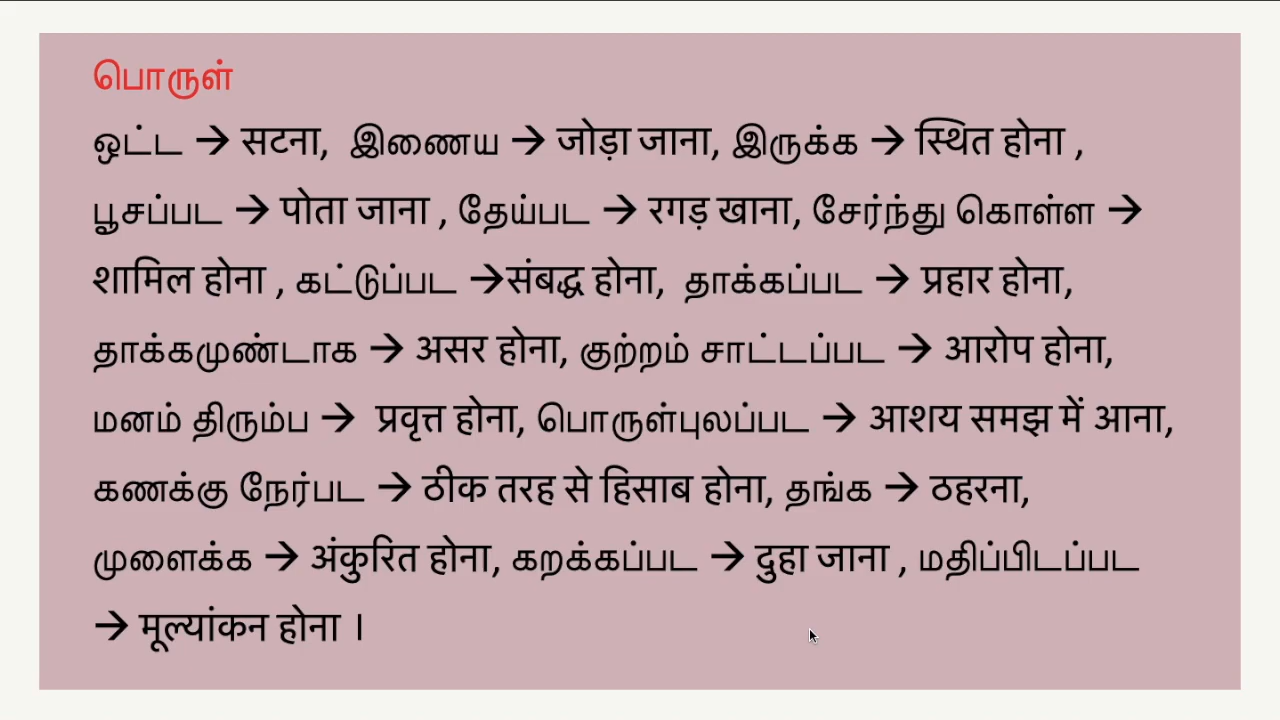 பொருள்
ஒட்ட → सटना, இணைய → जोड़ा जाना, இருக்க → स्थित होना ,
பூசப்பட → पोता जाना , தேய்பட → रगड़ खाना, சேர்ந்து கொள்ள →
शामिल होना , கட்டுப்பட →संबद्ध होना, தாக்கப்பட → प्रहार होना,
தாக்கமுண்டாக → असर होना, குற்றம் சாட்டப்பட → आरोप होना,
மனம் திரும்ப → प्रवृत्त होना, பொருள்புலப்பட → आशय समझ में आना,
கணக்கு நேர்பட → ठीक तरह से हिसाब होना, தங்க → ठहरना,
முளைக்க → अंकुरित होना, கறக்கப்பட → दुहा जाना , மதிப்பிடப்பட
→ मूल्यांकन होना ।